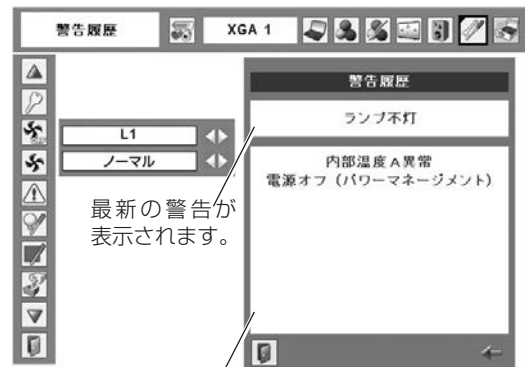 警告履歴
XGA 1
警告履歴
ランプ不灯
L1
ノーマル
内部温度A異常
電源オフ（パワーマネージメント）
最新の警告が
表示されます。